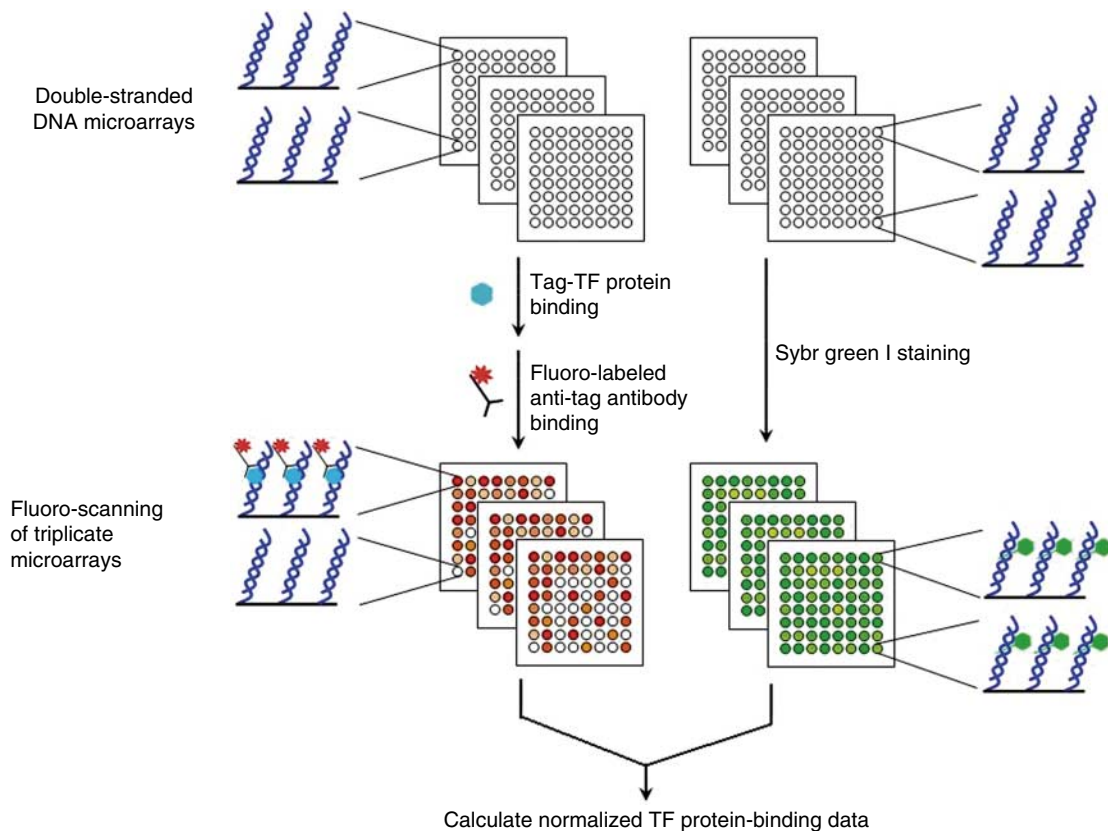 Double-stranded
DNA microarrays
Tag-TF protein
binding
Sybr green I staining
Fluoro-labeled
anti-tag antibody
binding
Fluoro-scanning
of triplicate
microarrays
Calculate normalized TF protein-binding data